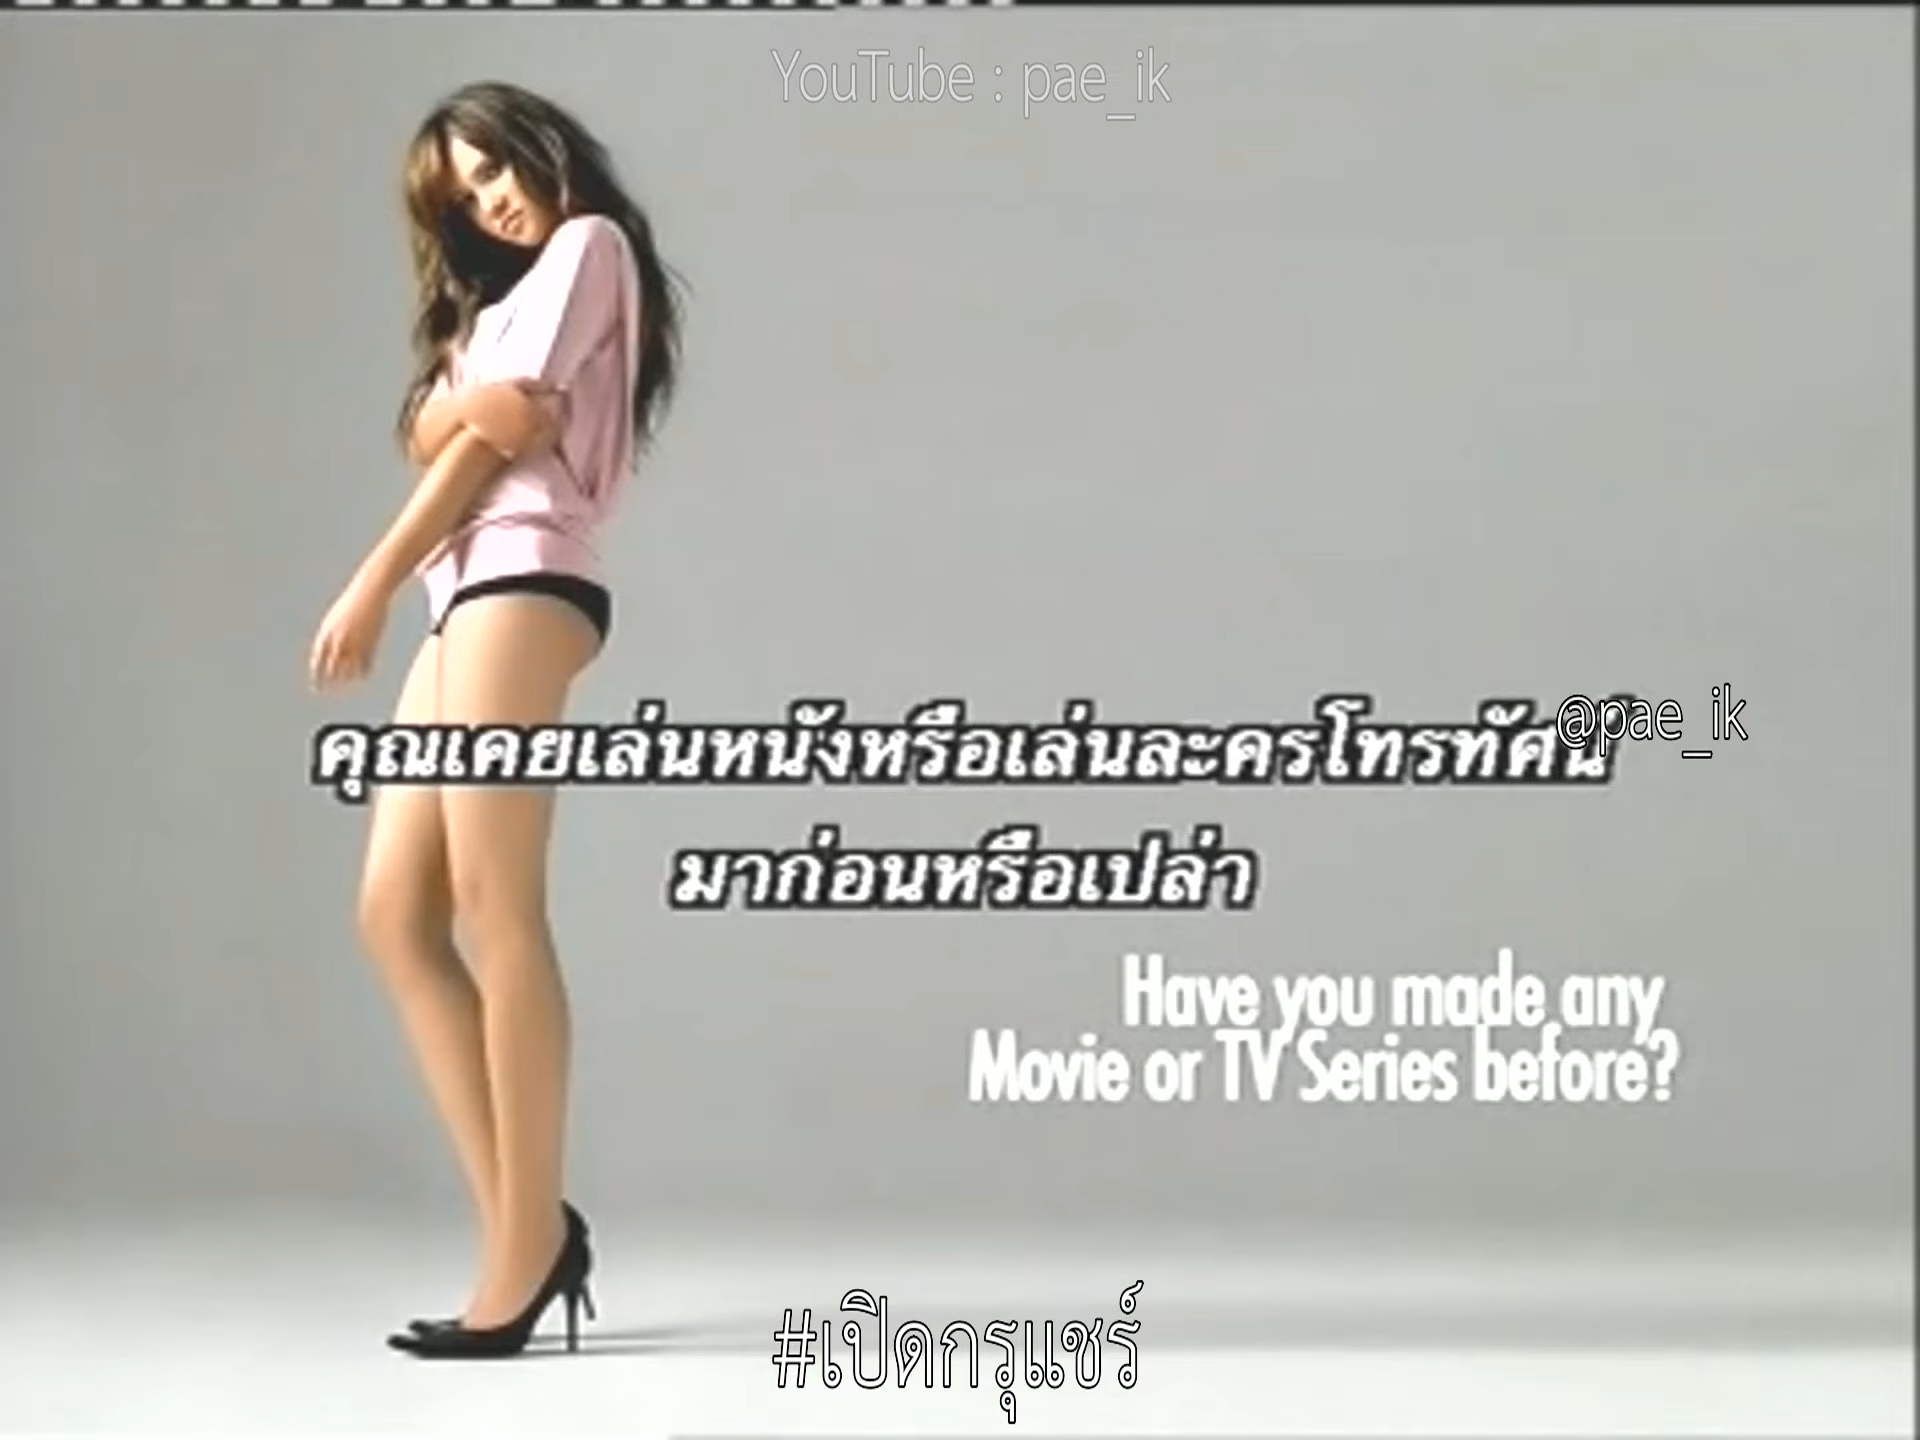 YouTube : pae_ik
@pae_ik
คุณเคยเล่นหนังหรือเล่นละครโทรทัศน์
มาก่อนหรือเปล่า
Have you made any
Movie or TV Series before?
#เปิดกรุแชร์